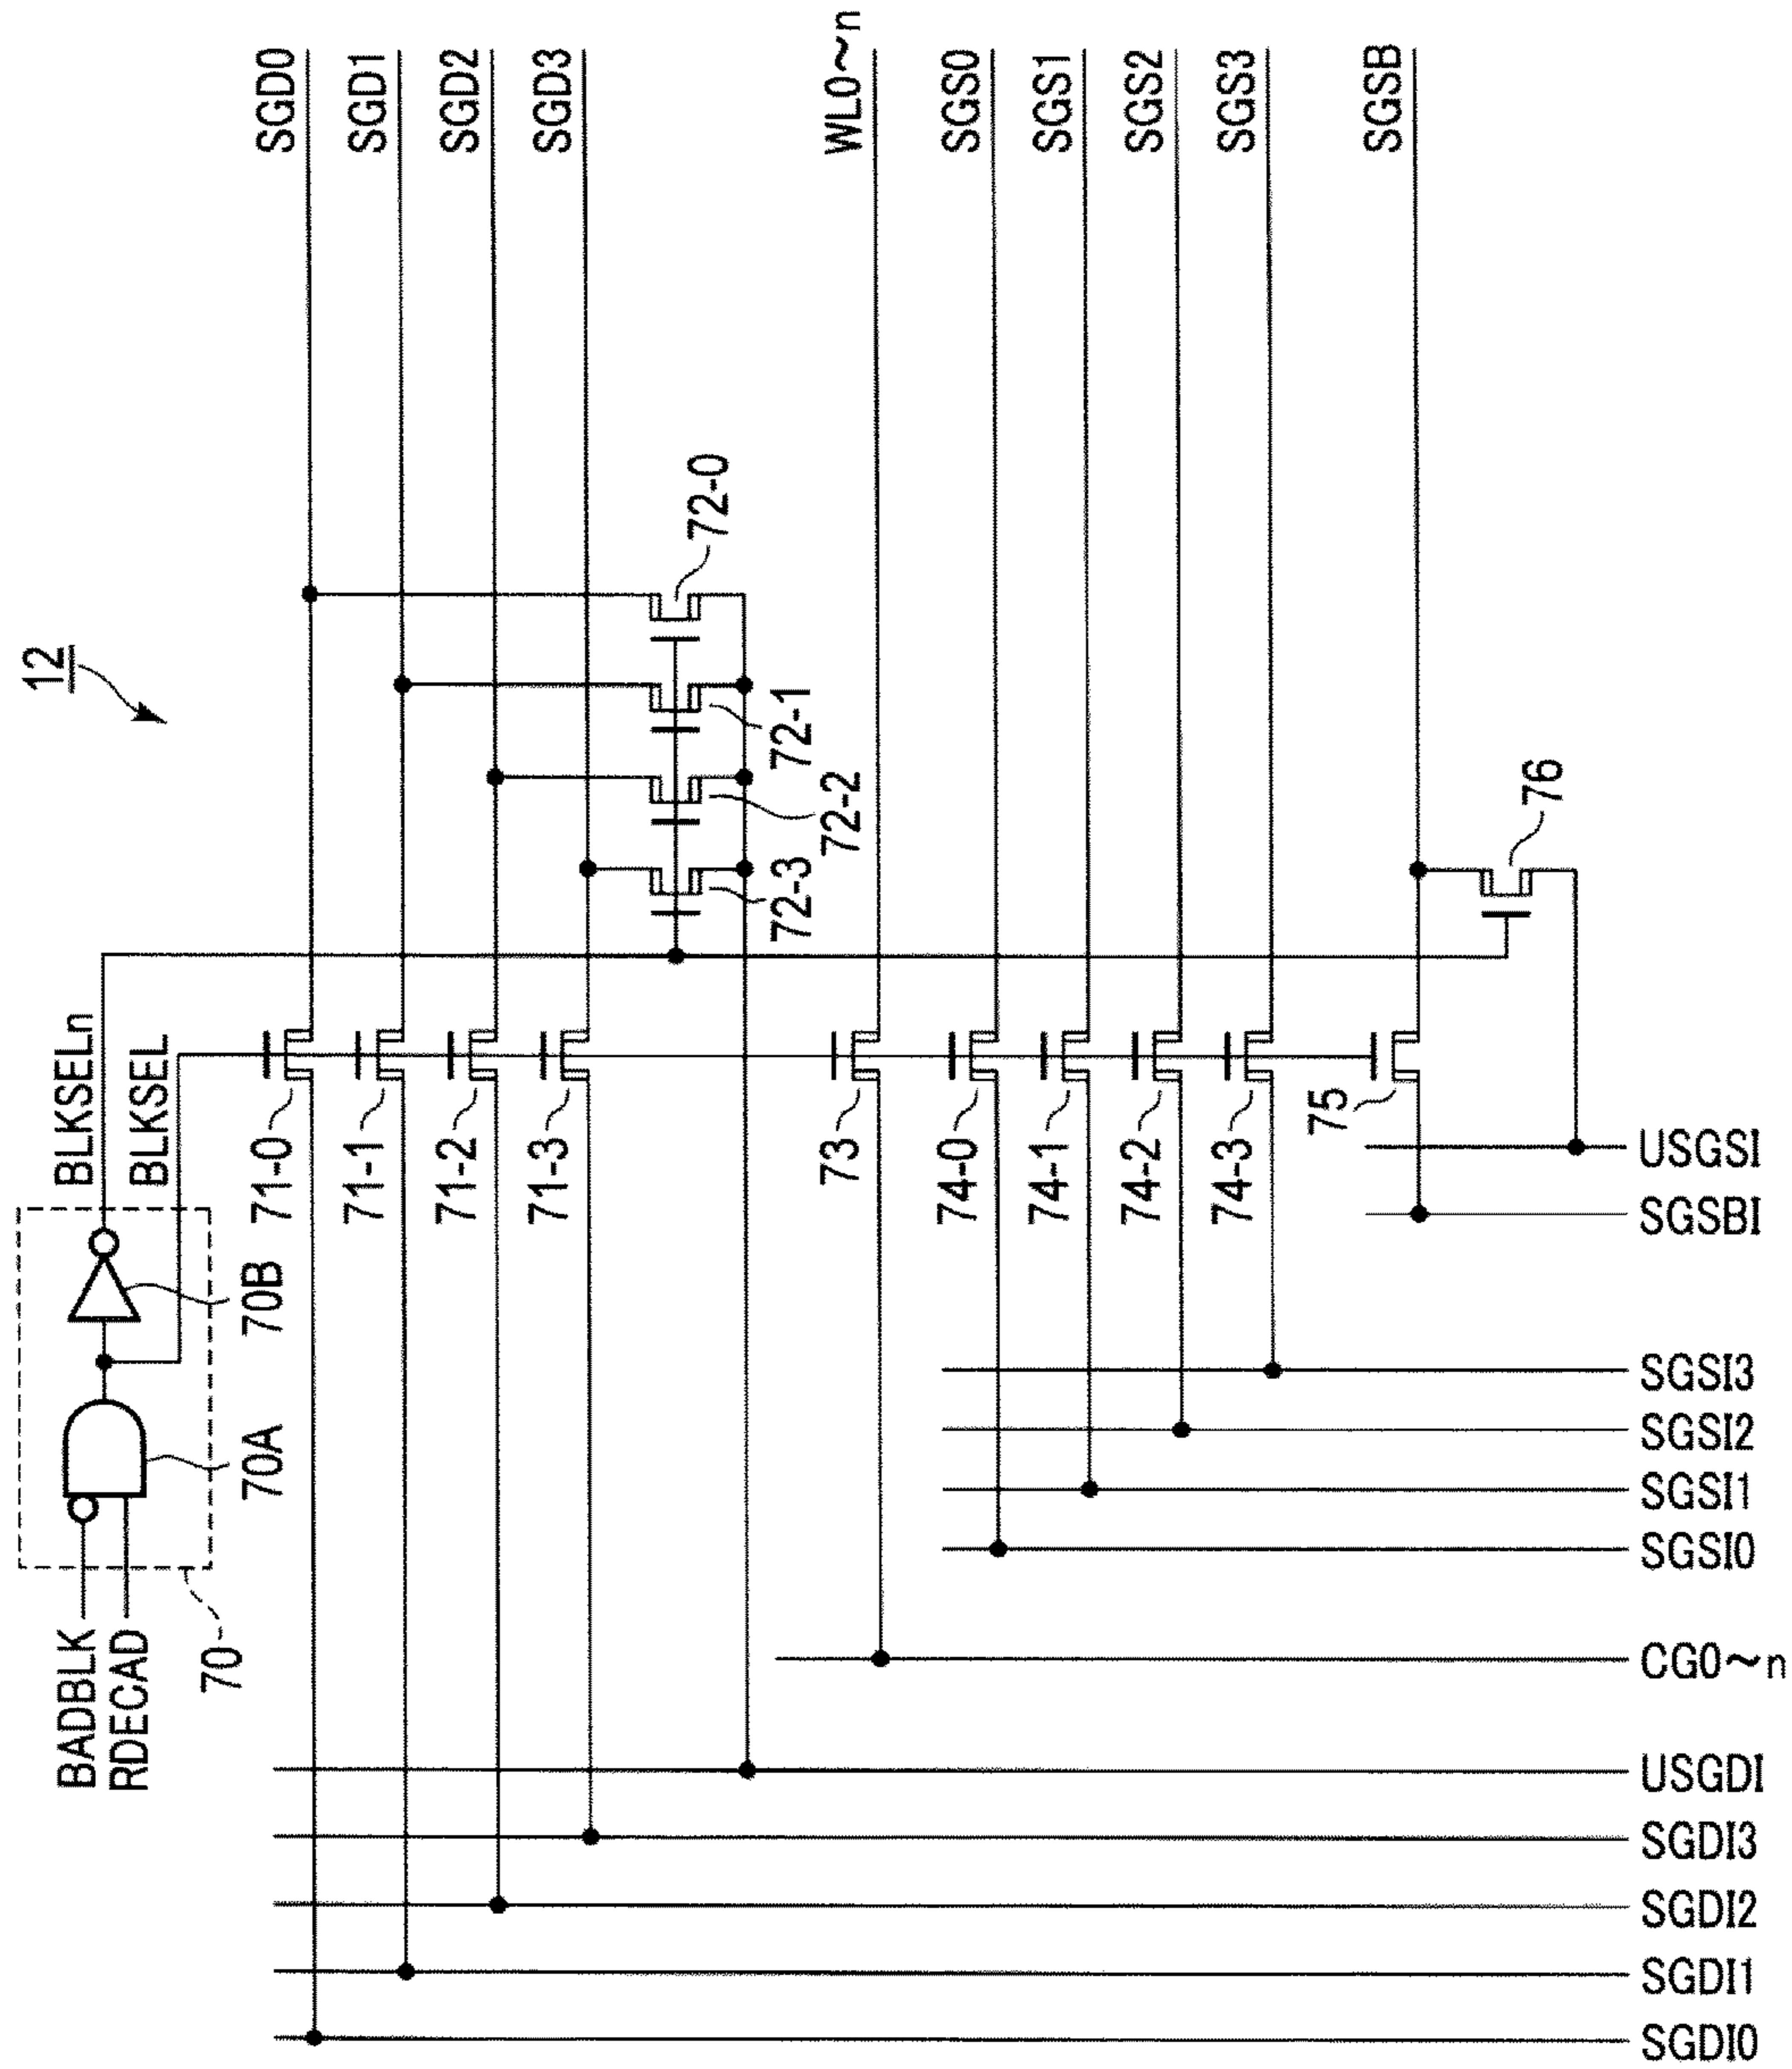 12
BADBLK
RDECAD
70
70A
70B
BLKSELn
BLKSEL
71-0
71-1
71-2
71-3
72-0
72-1
72-2
72-3
73
74-0
74-1
74-2
74-3
75
76
SGD0
SGD1
SGD2
SGD3
WL0~n
SGS0
SGS1
SGS2
SGS3
SGSB
USGSI
SGSBI
SGSI3
SGSI2
SGSI1
SGSI0
CG0~n
USGDI
SGDI3
SGDI2
SGDI1
SGDI0